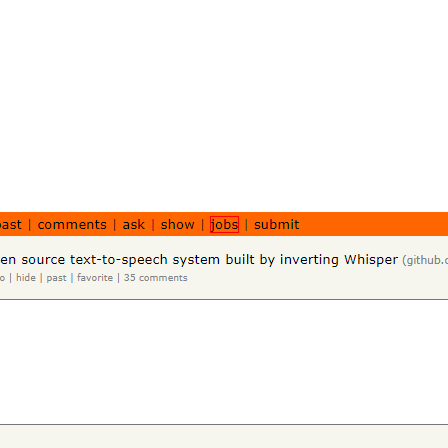 past | comments | ask | show | jobs | submit
en source text-to-speech system built by inverting Whisper (github.c
o | hide | past | favorite | 35 comments